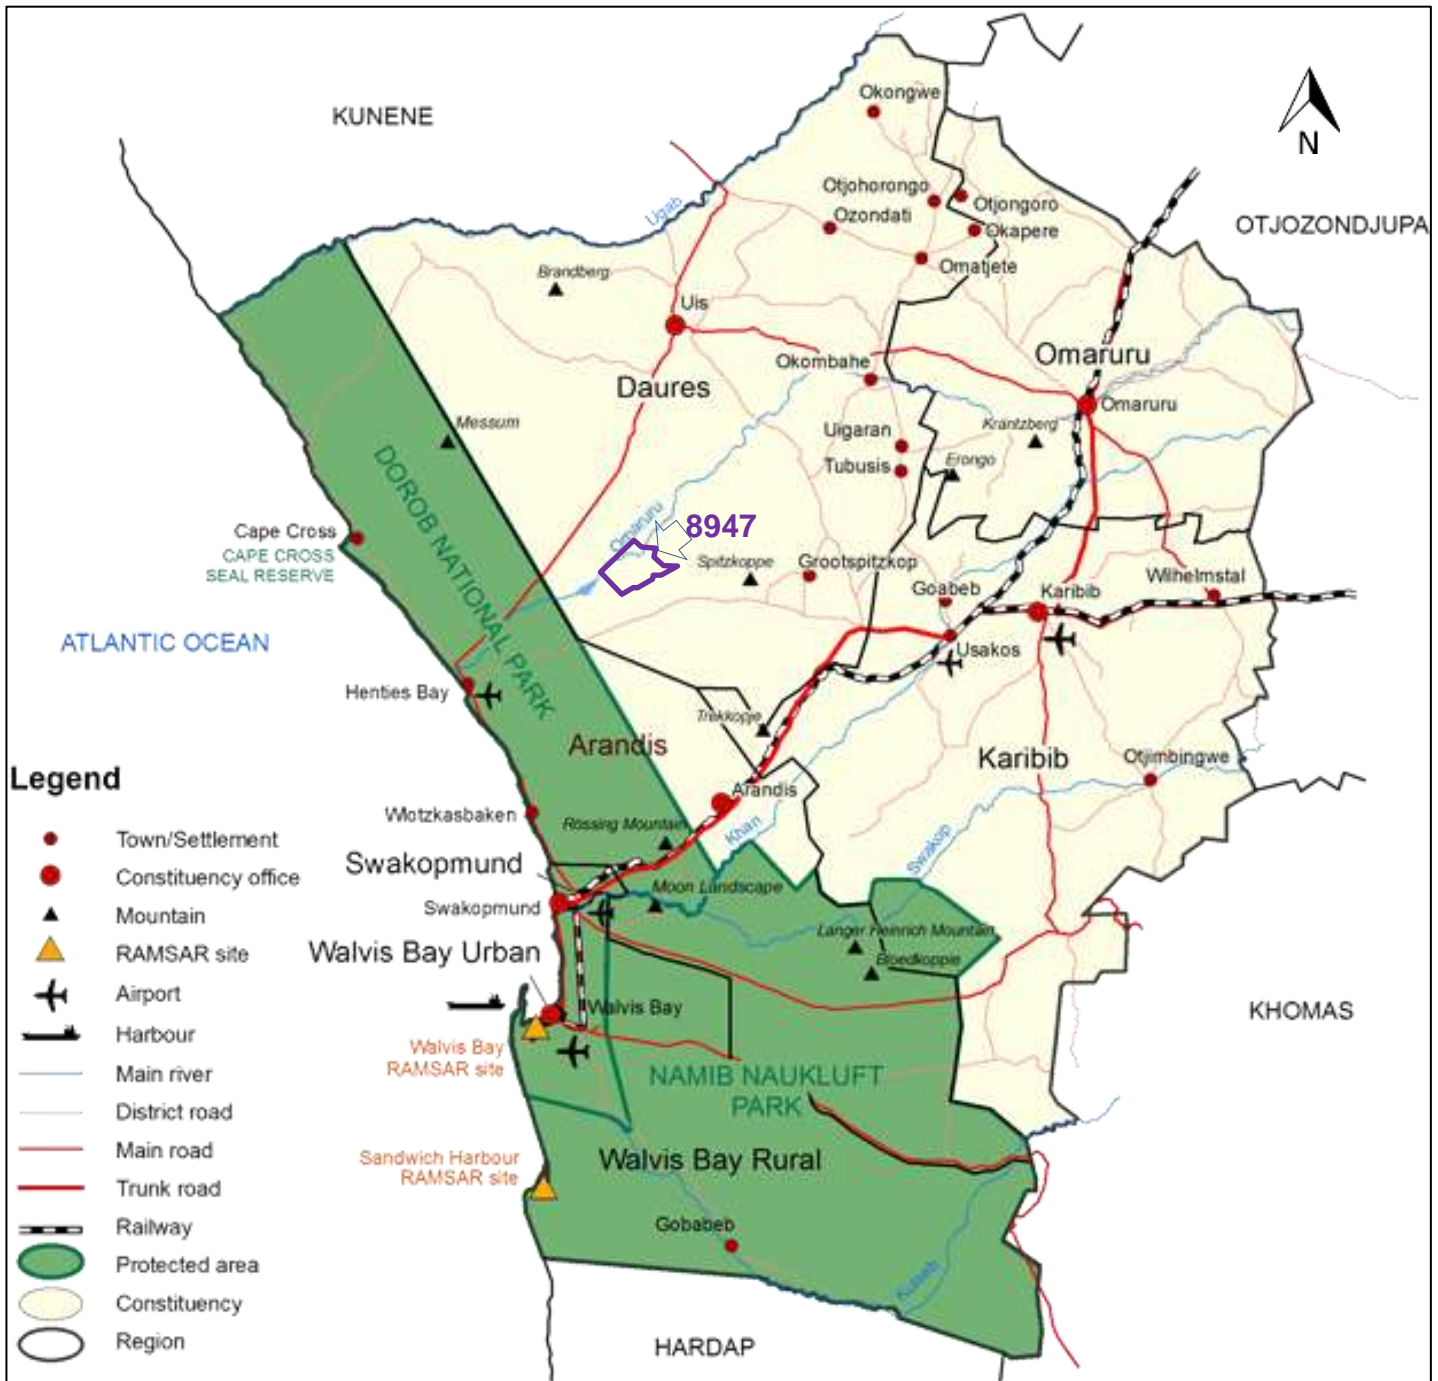 KUNENE
Okongwe
N
Otjohorongo
Otjongoro
Ozondati
Okapere
OTJOZONDJUPA
Ugab
Omatjete
Brandberg
Uis
Omaruru
Okombahe
Daures
Omaruru
Messum
Uigaran
Krantzberg
Tubusis
Erongo
DOROB NATIONAL PARK
Omaruru
8947
Cape Cross
CAPE CROSS
SEAL RESERVE
Spitzkoppe
Grootspitzkop
Goabeb
Karibib
Wilhelmstal
ATLANTIC OCEAN
Usakos
Henties Bay
Trekkopje
Arandis
Karibib
Otjimbingwe
Legend
Arandis
Wlotzkasbaken
Rössing Mountain
Khan
Swakop
Town/Settlement
Swakopmund
Constituency office
Moon Landscape
Mountain
Swakopmund
Langer Heinrich Mountain
RAMSAR site
Walvis Bay Urban
Bloedkoppie
Airport
Walvis Bay
KHOMAS
Harbour
Walvis Bay
RAMSAR site
Main river
NAMIB NAUKLUFT
PARK
District road
Main road
Sandwich Harbour
RAMSAR site
Walvis Bay Rural
Trunk road
Railway
Gobabeb
Protected area
Kuiseb
Constituency
Region
HARDAP